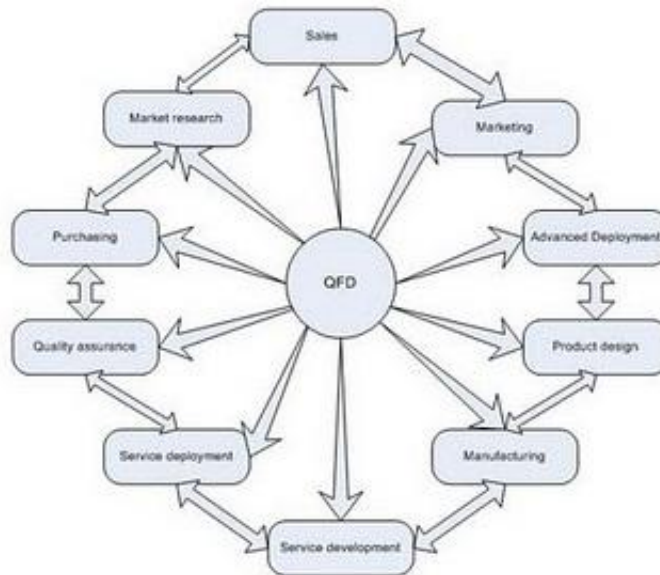 Sales
Market research
Marketing
Purchasing
Advanced Deployment
QFD
Quality assurance
Product design
Service deployment
Manufacturing
Service development